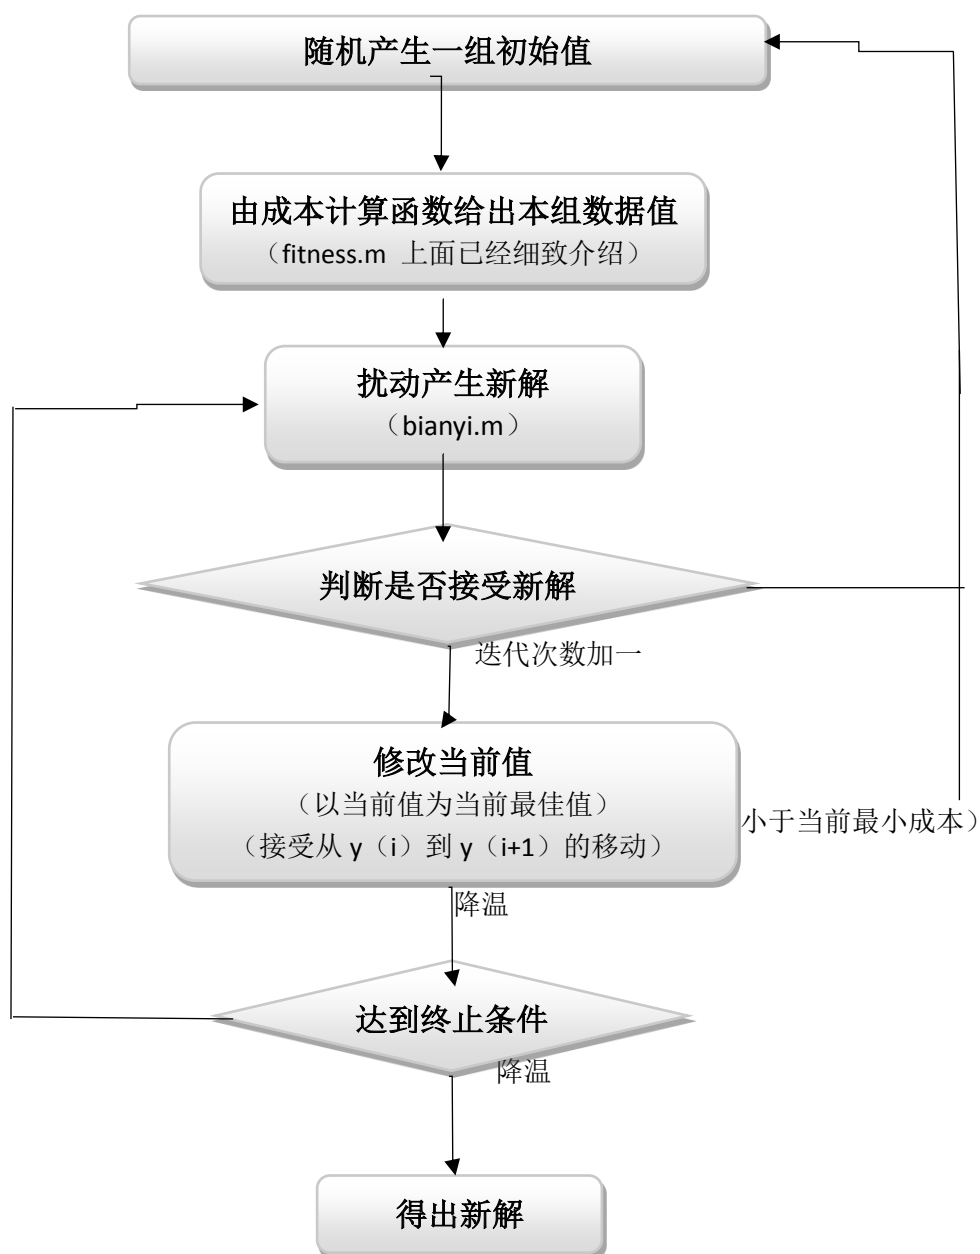 随机产生一组初始值
由成本计算函数给出本组数据值
（fitness.m 上面已经细致介绍）
扰动产生新解
（bianyi.m）
判断是否接受新解
迭代次数加一
修改当前值
（以当前值为当前最佳值）
（接受从 y（i）到 y（i+1）的移动）
小于当前最小成本）
降温
达到终止条件
降温
得出新解